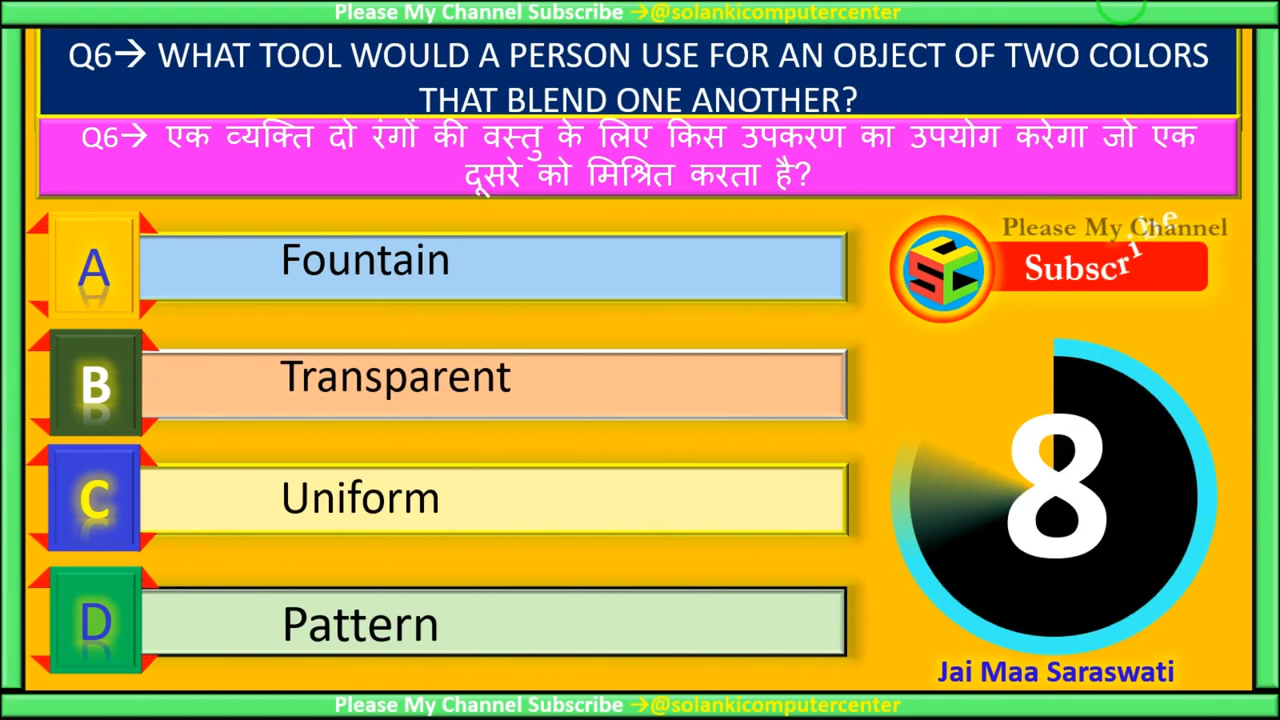 Please My Channel Subscribe →@solankicomputercenter
Q6→ WHAT TOOL WOULD A PERSON USE FOR AN OBJECT OF TWO COLORS
THAT BLEND ONE ANOTHER?
Q6→ एक व्यक्ति दो रंगों की वस्तु के लिए किस उपकरण का उपयोग करेगा जो एक
दूसरे को मिश्रित करता है?
A Fountain
B Transparent
C Uniform
D Pattern
Please My Channel
CSC Subscribe
8
Jai Maa Saraswati
Please My Channel Subscribe →@solankicomputercenter